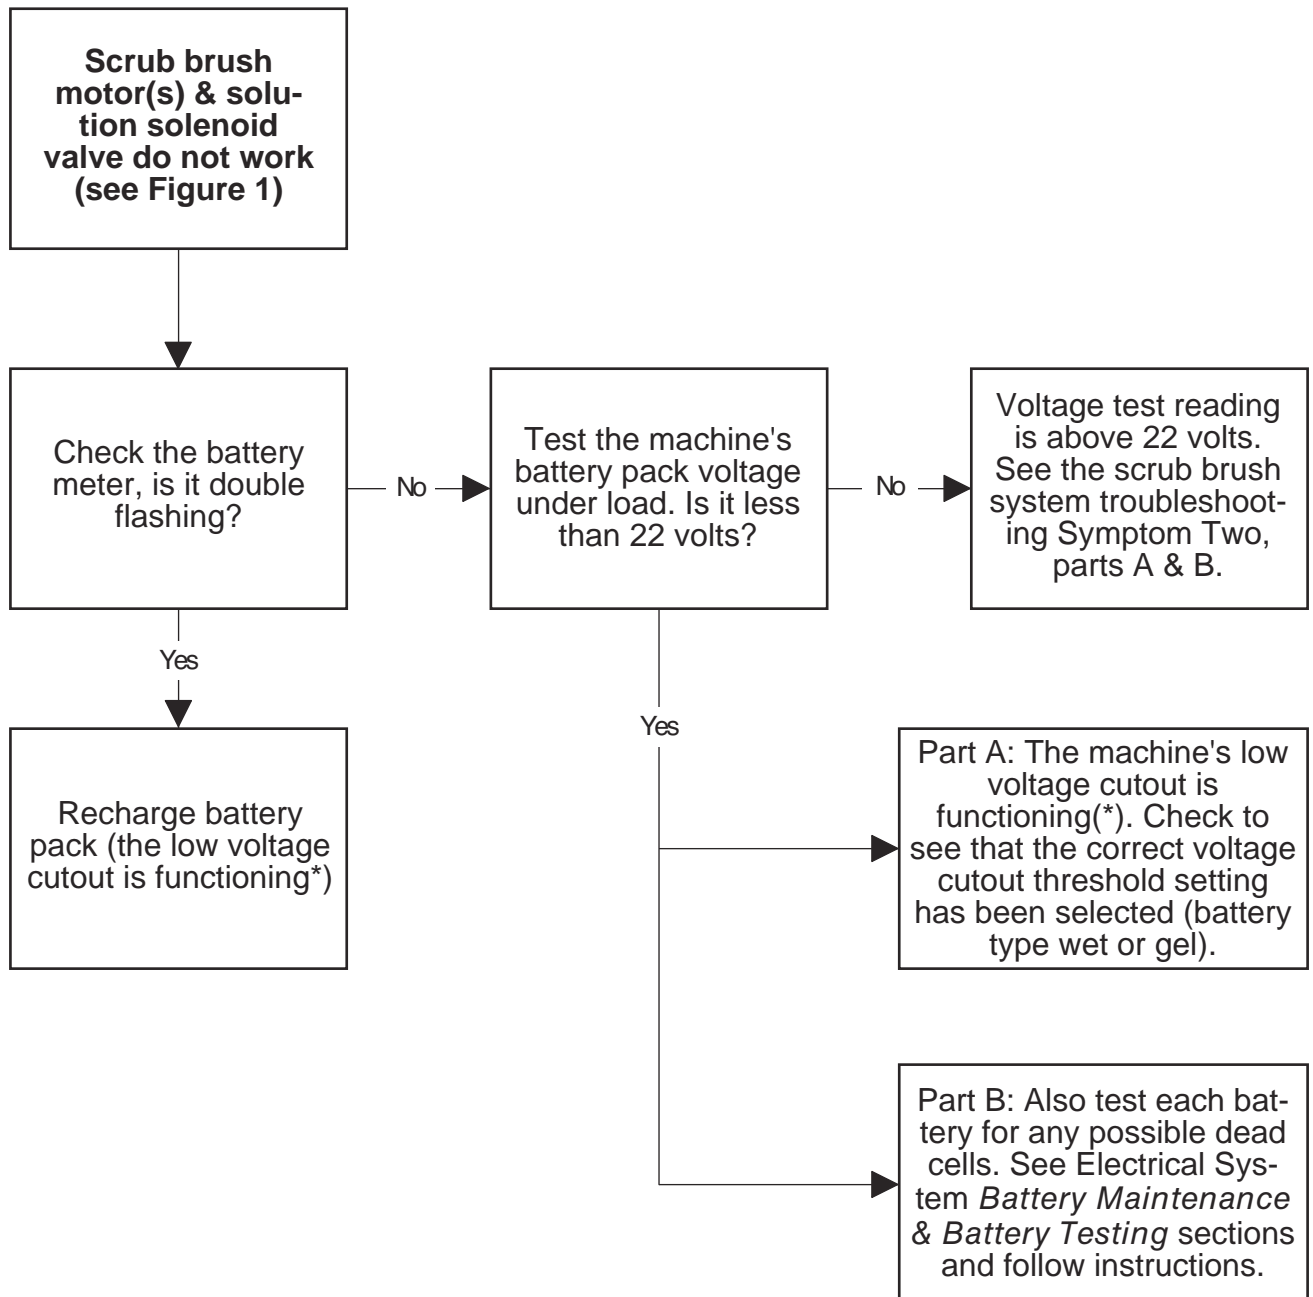 Scrub brush
motor(s) & solu-
tion solenoid
valve do not work
(see Figure 1)
Check the battery
meter, is it double
flashing?
No
Test the machine's
battery pack voltage
under load. Is it less
than 22 volts?
No
Voltage test reading
is above 22 volts.
See the scrub brush
system troubleshoot-
ing Symptom Two,
parts A & B.
Yes
Recharge battery
pack (the low voltage
cutout is functioning*)
Yes
Part A: The machine's low
voltage cutout is
functioning(*). Check to
see that the correct voltage
cutout threshold setting
has been selected (battery
type wet or gel).
Part B: Also test each bat-
tery for any possible dead
cells. See Electrical Sys-
tem Battery Maintenance
& Battery Testing sections
and follow instructions.